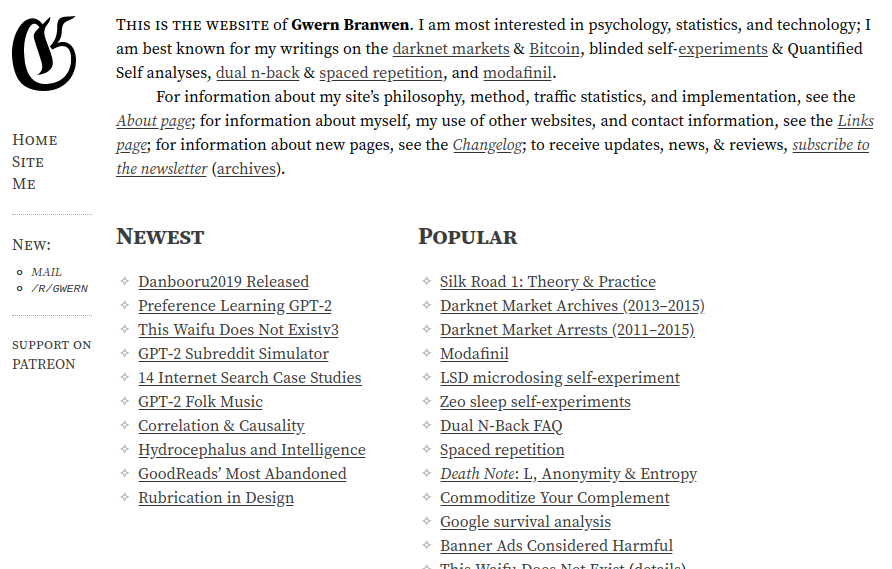 G
THIS IS THE WEBSITE of Gwern Branwen. I am most interested in psychology, statistics, and technology; I
am best known for my writings on the darknet markets & Bitcoin, blinded self-experiments & Quantified
Self analyses, dual n-back & spaced repetition, and modafinil.
For information about my site's philosophy, method, traffic statistics, and implementation, see the
About page; for information about myself, my use of other websites, and contact information, see the Links
page; for information about new pages, see the Changelog; to receive updates, news, & reviews, subscribe to
the newsletter (archives).
HOME
SITE
ME
NEW:
MAIL
/R/GWERN
SUPPORT ON
PATREON
NEWEST
Danbooru2019 Released
Preference Learning GPT-2
This Waifu Does Not Existv3
GPT-2 Subreddit Simulator
14 Internet Search Case Studies
GPT-2 Folk Music
Correlation & Causality
Hydrocephalus and Intelligence
GoodReads' Most Abandoned
Rubrication in Design
POPULAR
Silk Road 1: Theory & Practice
Darknet Market Archives (2013–2015)
Darknet Market Arrests (2011–2015)
Modafinil
LSD microdosing self-experiment
Zeo sleep self-experiments
Dual N-Back FAQ
Spaced repetition
Death Note: L, Anonymity & Entropy
Commoditize Your Complement
Google survival analysis
Banner Ads Considered Harmful
This Waifu Does Not Exist (details)